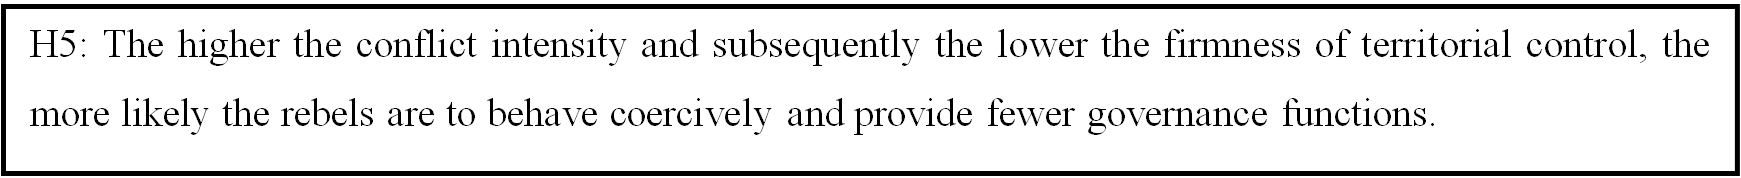 H5: The higher the conflict intensity and subsequently the lower the firmness of territorial control, the
more likely the rebels are to behave coercively and provide fewer governance functions.